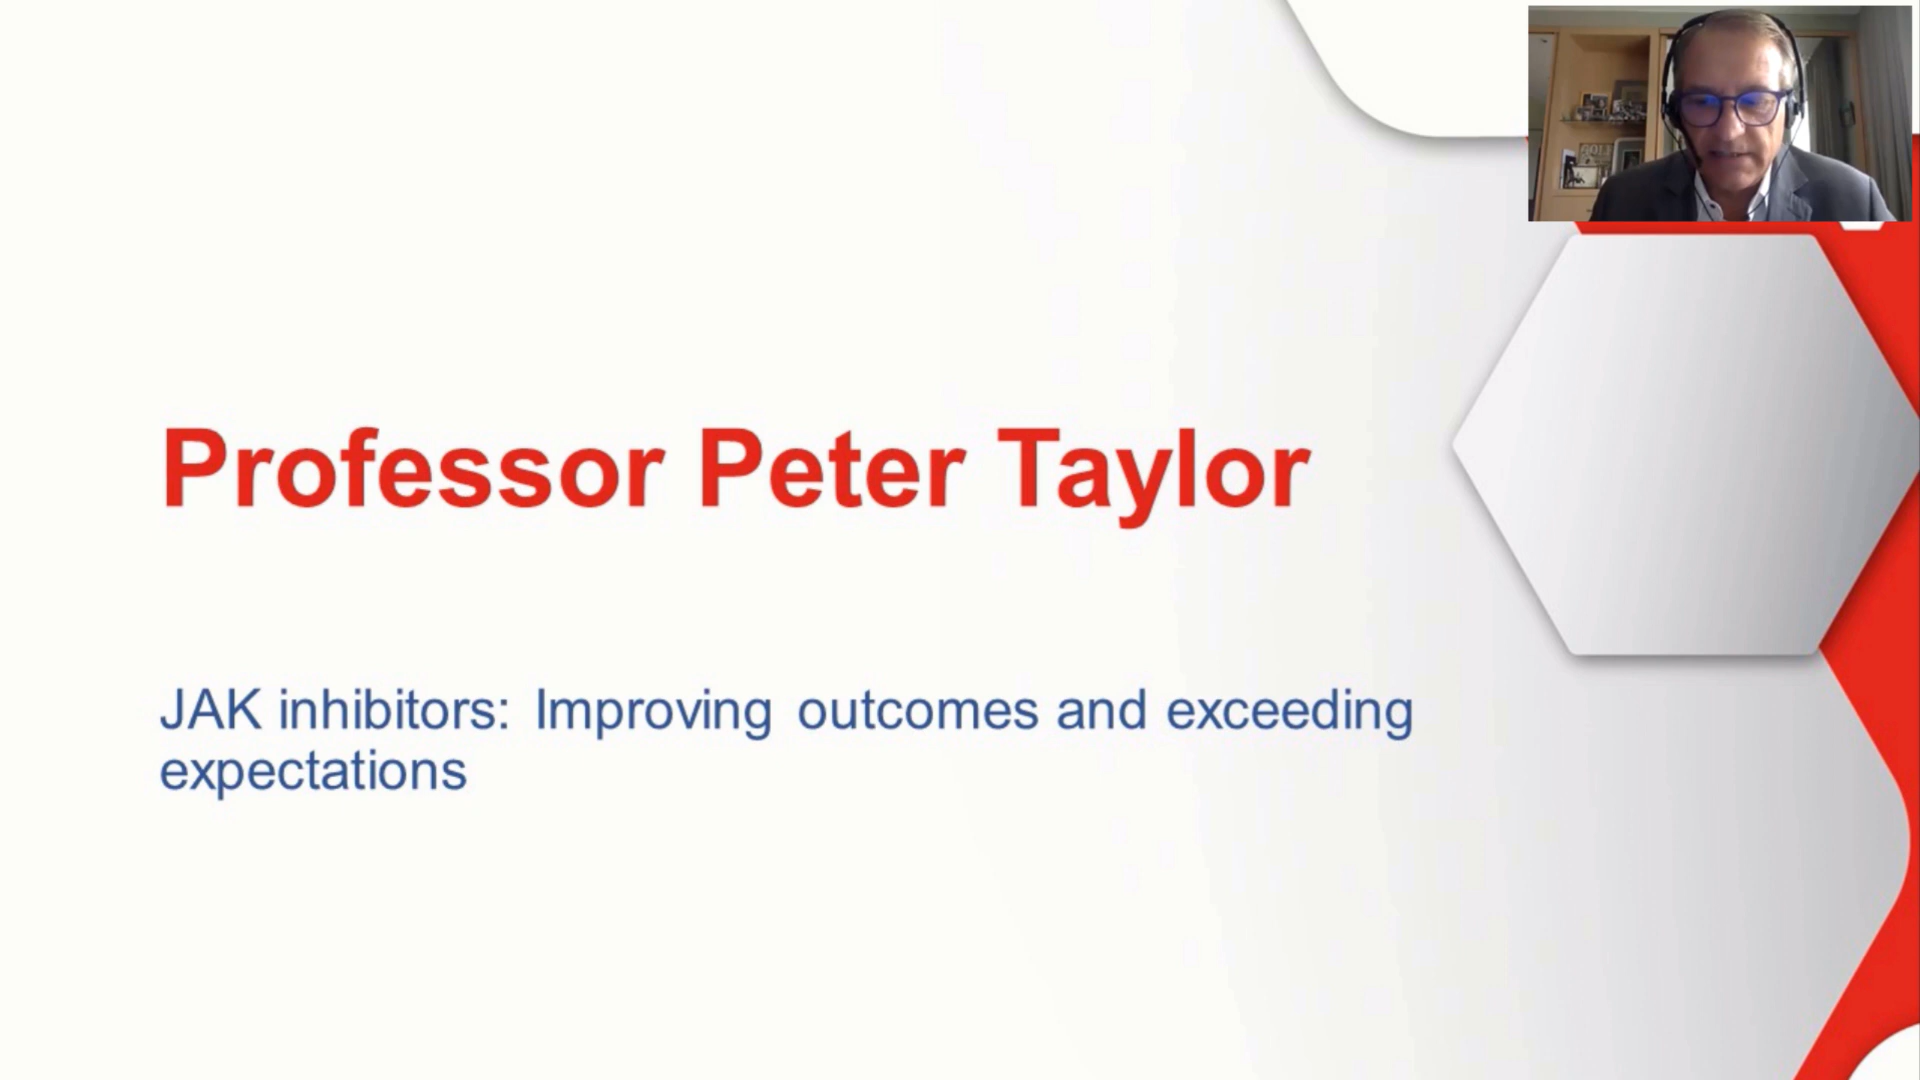 Professor Peter Taylor
JAK inhibitors: Improving outcomes and exceeding
expectations